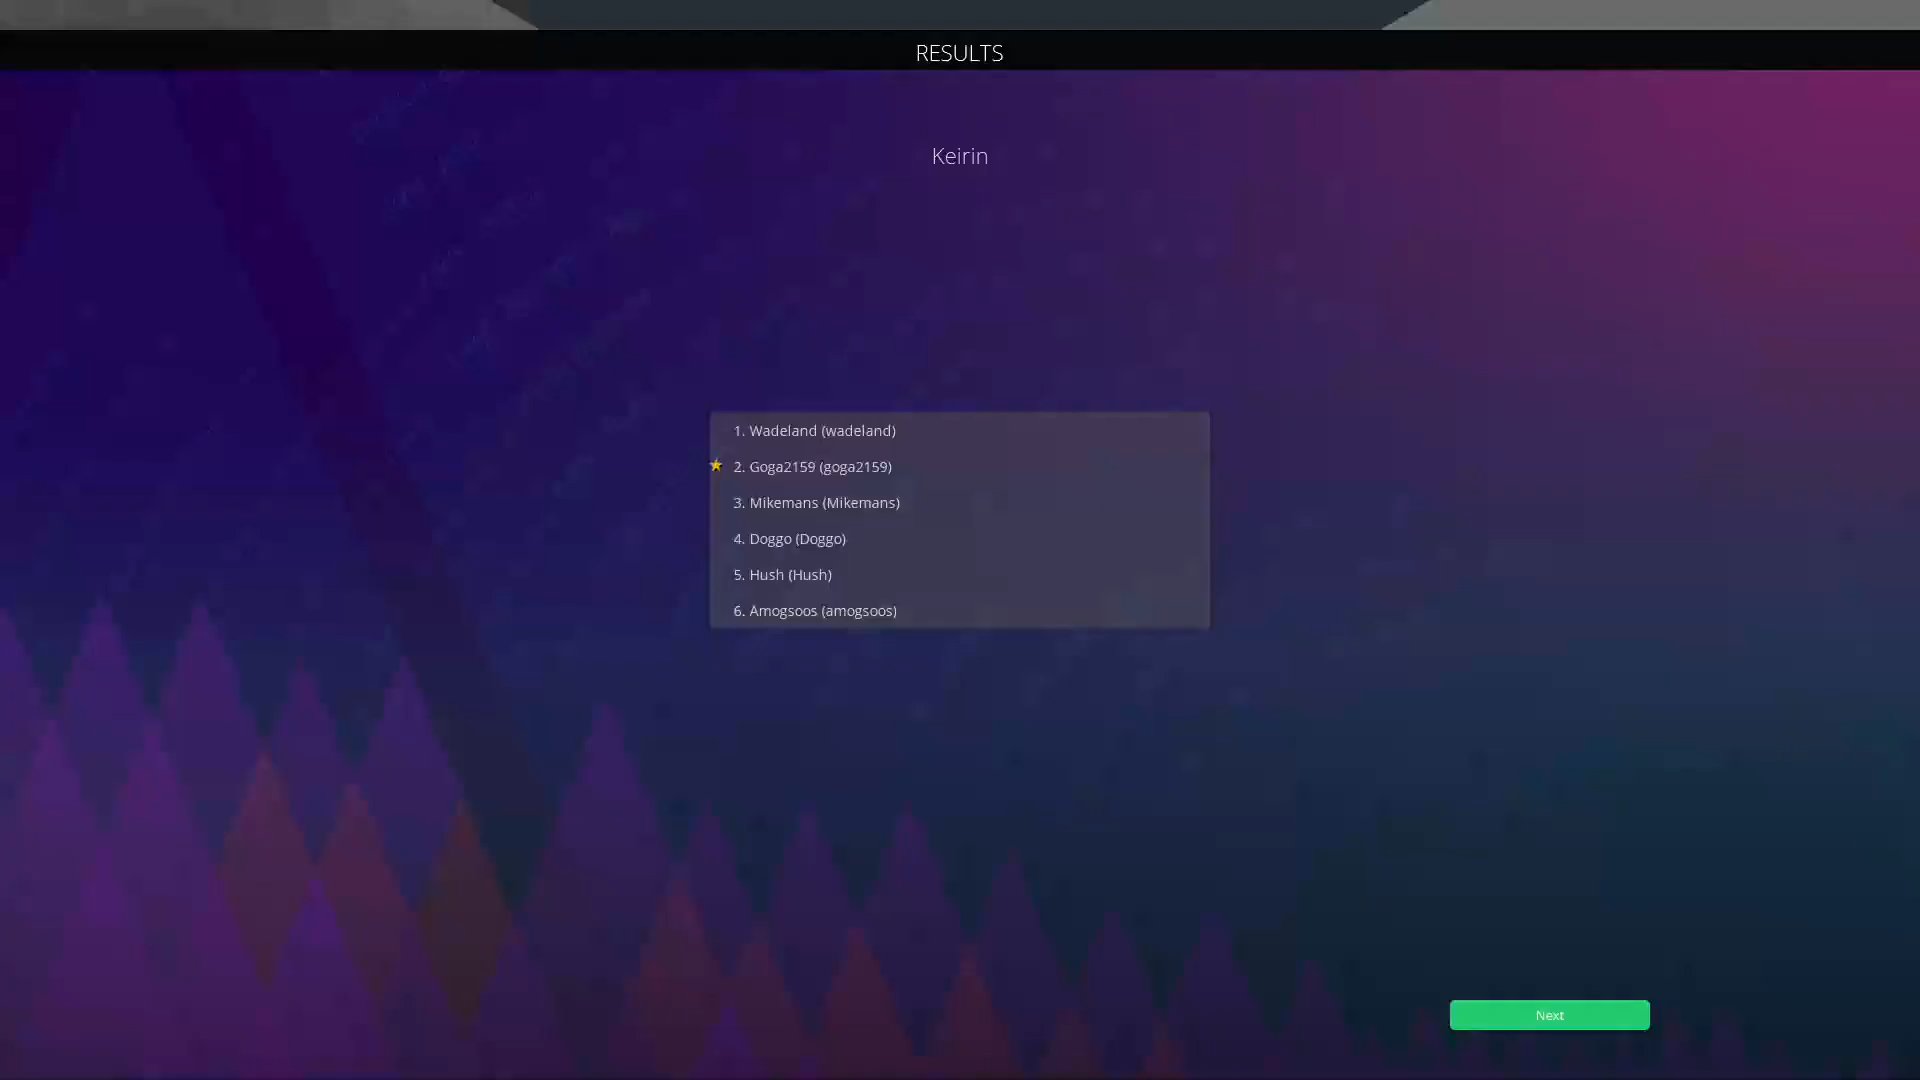 RESULTS
Keirin
1. Wadeland (wadeland)
2. Goga2159 (goga2159)
3. Mikemans (Mikemans)
4. Doggo (Doggo)
5. Hush (Hush)
6. Amogsoos (amogsoos)
Next